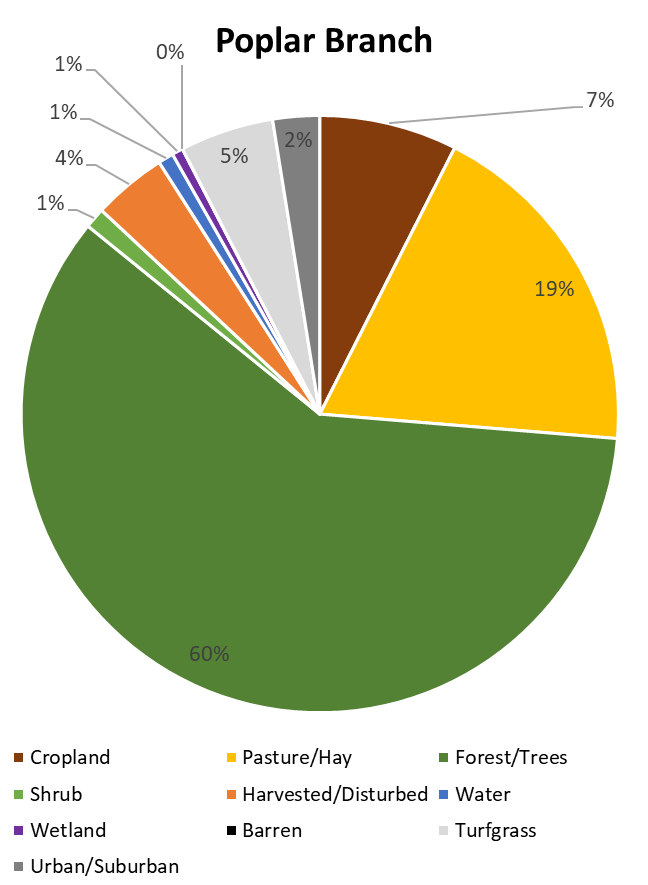 Poplar Branch
0%
1%
7%
1%
2%
5%
4%
1%
19%
60%
Cropland Pasture/Hay Forest/Trees
Shrub Harvested/Disturbed Water
Wetland Barren Turfgrass
Urban/Suburban